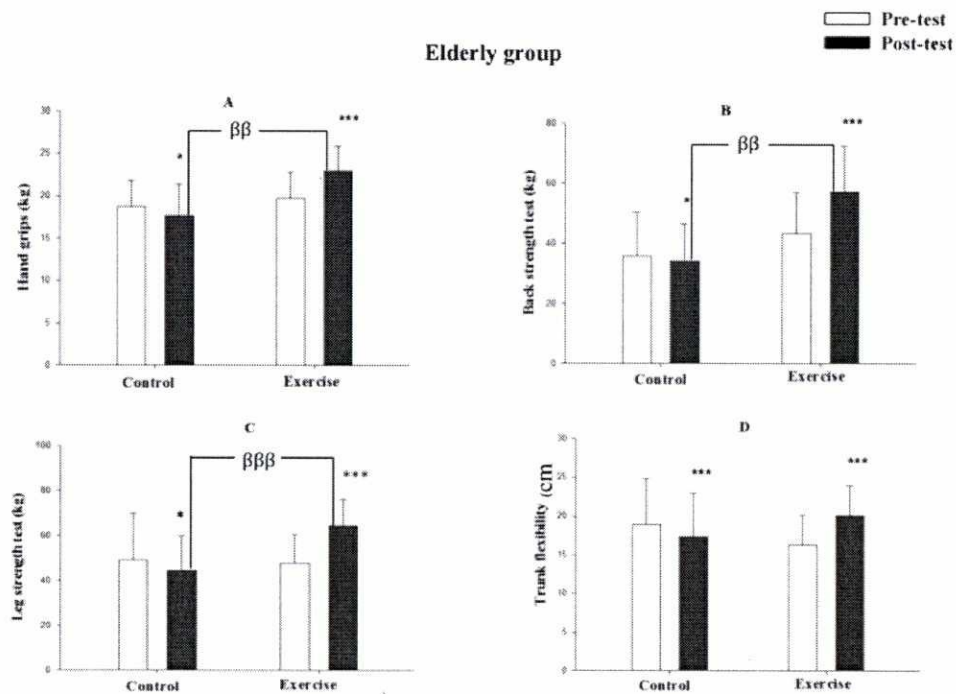 Pre-test
Post-test
Elderly group
A
30
25
20
15
10
5
0
Hand grips (kg)
*
ββ
***
Control
Exercise
B
80
60
40
20
0
Back strength test (kg)
*
ββ
***
Control
Exercise
C
100
80
60
40
20
0
Leg strength test (kg)
*
βββ
***
Control
Exercise
D
30
25
20
15
10
5
0
Trunk flexibility (cm
***
***
Control
Exercise